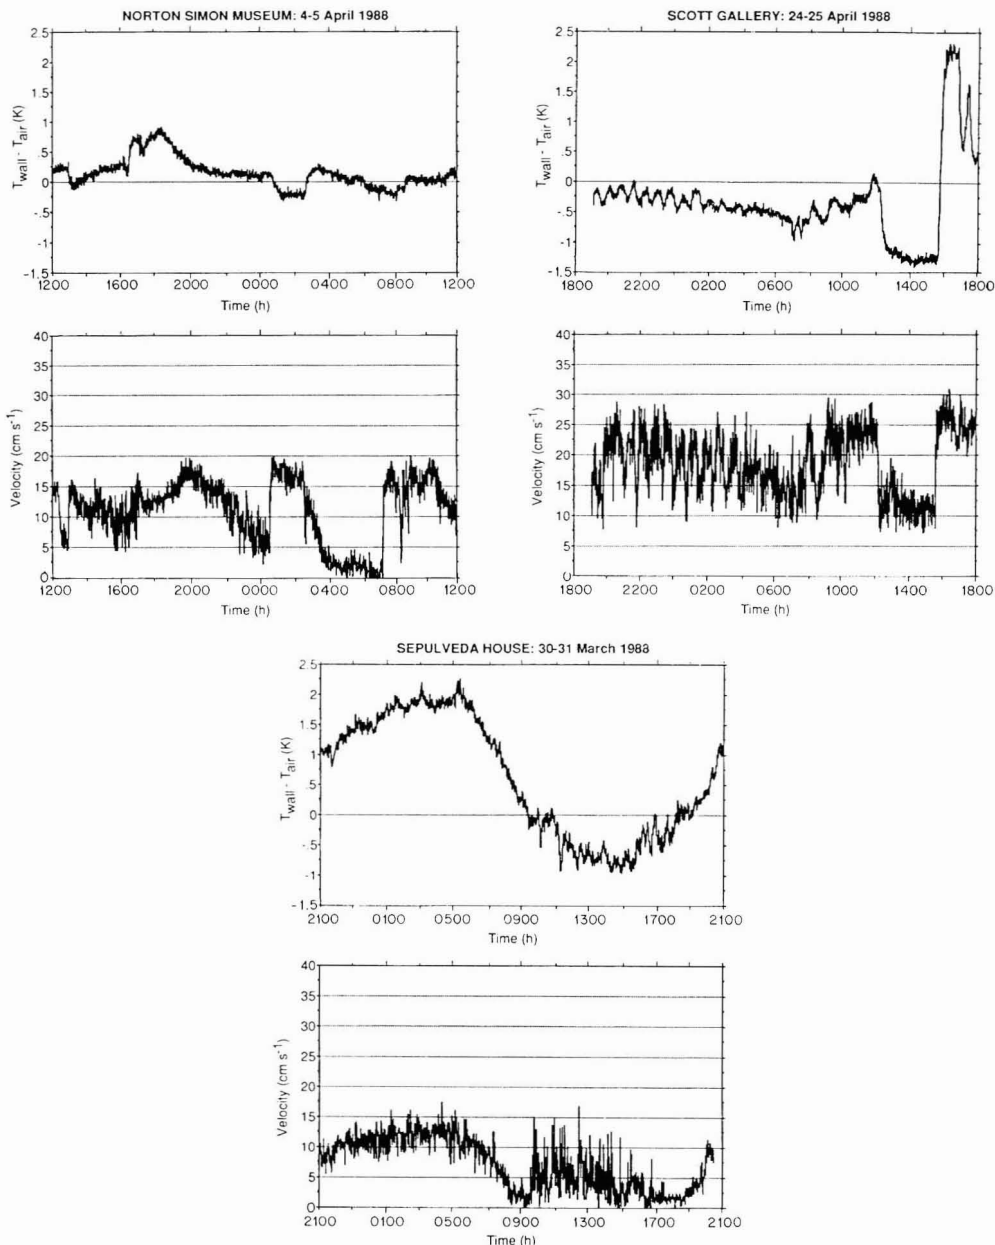 NORTON SIMON MUSEUM: 4-5 April 1988
T wall - T air (K)
2.5
2
1.5
1
.5
0
-.5
-1
-1.5
1200 1600 2000 0000 0400 0800 1200
Time (h)
SCOTT GALLERY: 24-25 April 1988
T wall - T air (K)
2.5
2
1.5
1
.5
0
-.5
-1
-1.5
1800 2200 0200 0600 1000 1400 1800
Time (h)
Velocity (cm s-1)
40
35
30
25
20
15
10
5
0
1200 1600 2000 0000 0400 0800 1200
Time (h)
Velocity (cm s-1)
40
35
30
25
20
15
10
5
0
1800 2200 0200 0600 1000 1400 1800
Time (h)
SEPULVEDA HOUSE: 30-31 March 1988
T wall - T air (K)
2.5
2
1.5
1
.5
0
-.5
-1
-1.5
2100 0100 0500 0900 1300 1700 2100
Time (h)
Velocity (cm s-1)
40
35
30
25
20
15
10
5
0
2100 0100 0500 0900 1300 1700 2100
Time (h)